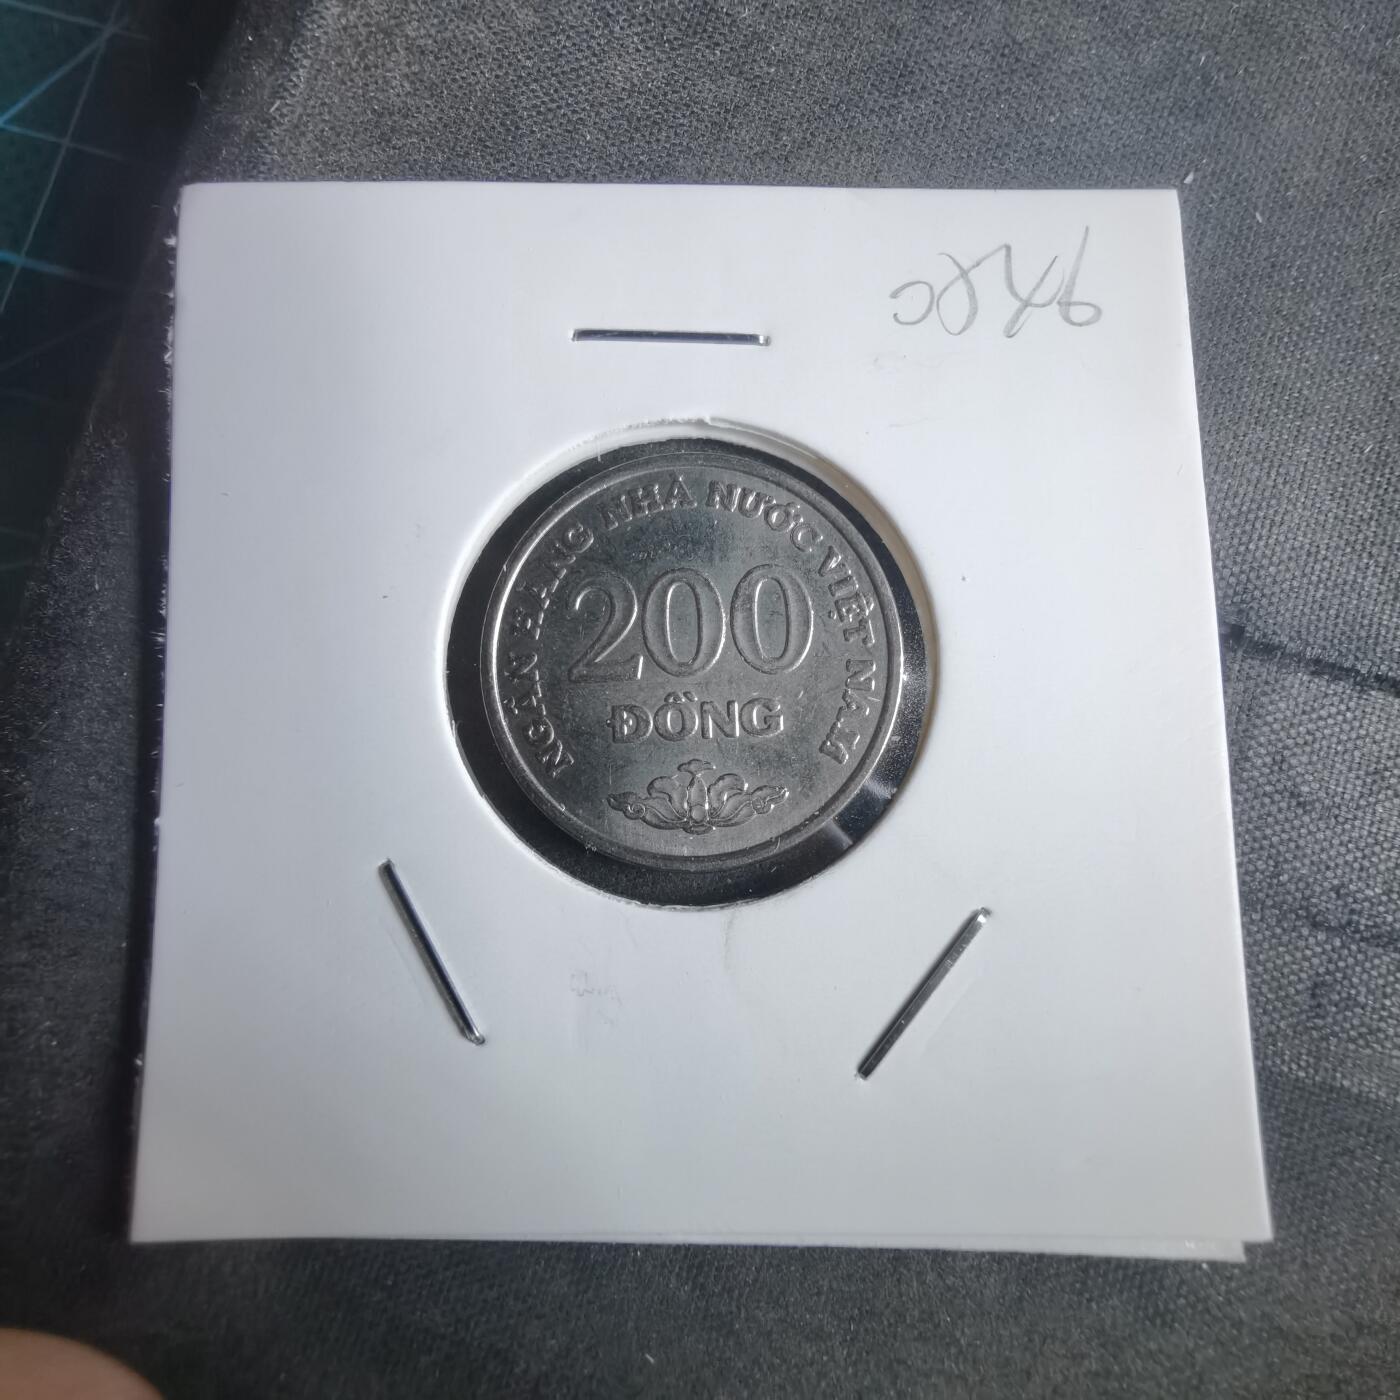 NGÂN HÀNG NHÀ NƯỚC VIỆT NAM
200
ĐỒNG